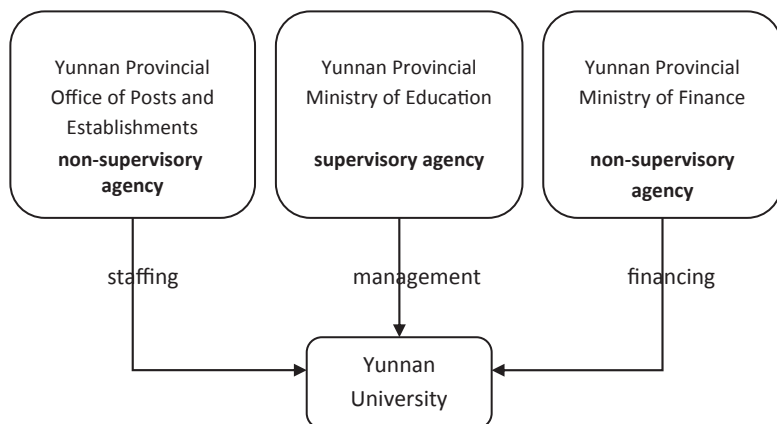 Yunnan Provincial
Office of Posts and
Establishments
non-supervisory
agency
Yunnan Provincial
Ministry of Education
supervisory agency
Yunnan Provincial
Ministry of Finance
non-supervisory
agency
staffing
management
financing
Yunnan
University